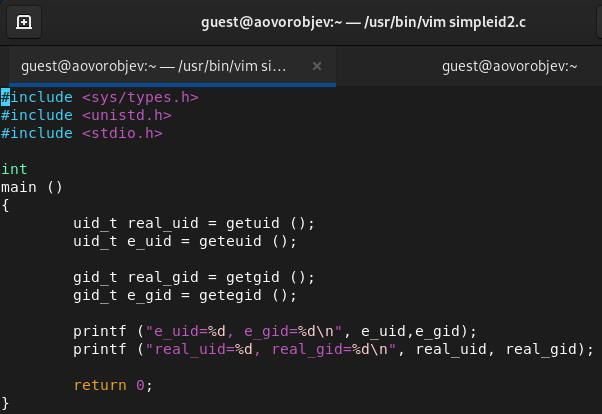 guest@aovorobjev:~ — /usr/bin/vim simpleid2.c
guest@aovorobjev:~ — /usr/bin/vim si... × guest@aovorobjev:~
#include <sys/types.h>
#include <unistd.h>
#include <stdio.h>

int
main ()
{
        uid_t real_uid = getuid ();
        uid_t e_uid = geteuid ();

        gid_t real_gid = getgid ();
        gid_t e_gid = getegid ();

        printf ("e_uid=%d, e_gid=%d\n", e_uid,e_gid);
        printf ("real_uid=%d, real_gid=%d\n", real_uid, real_gid);

        return 0;
}